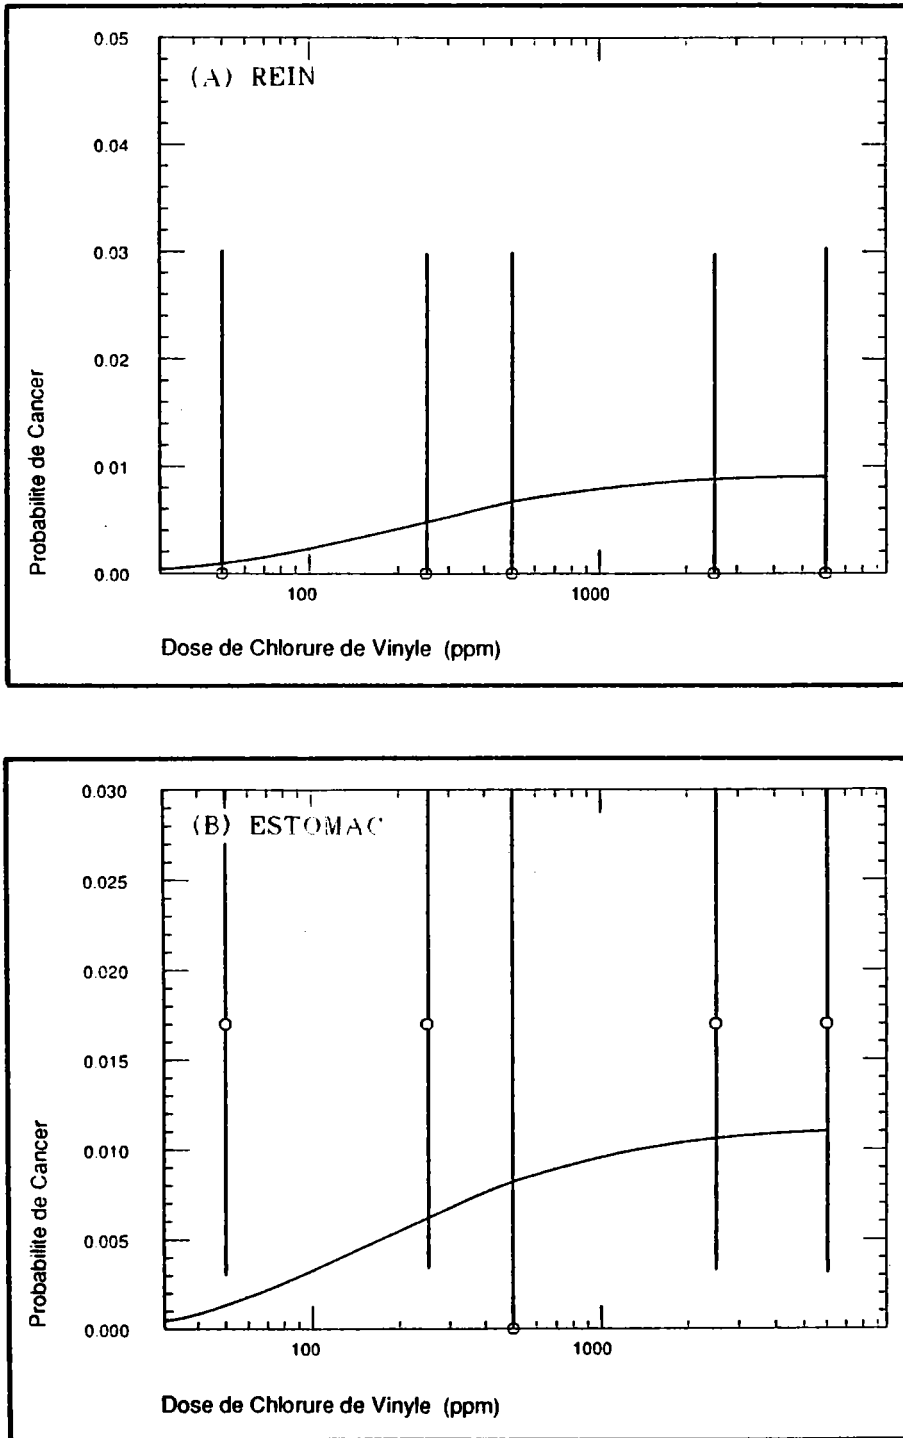 0.05
(A) REIN
0.04
0.03
0.02
0.01
0.00
100 1000
Probabilite de Cancer
Dose de Chlorure de Vinyle (ppm)
0.030
(B) ESTOMAC
0.025
0.020
0.015
0.010
0.005
0.000
100 1000
Probabilite de Cancer
Dose de Chlorure de Vinyle (ppm)